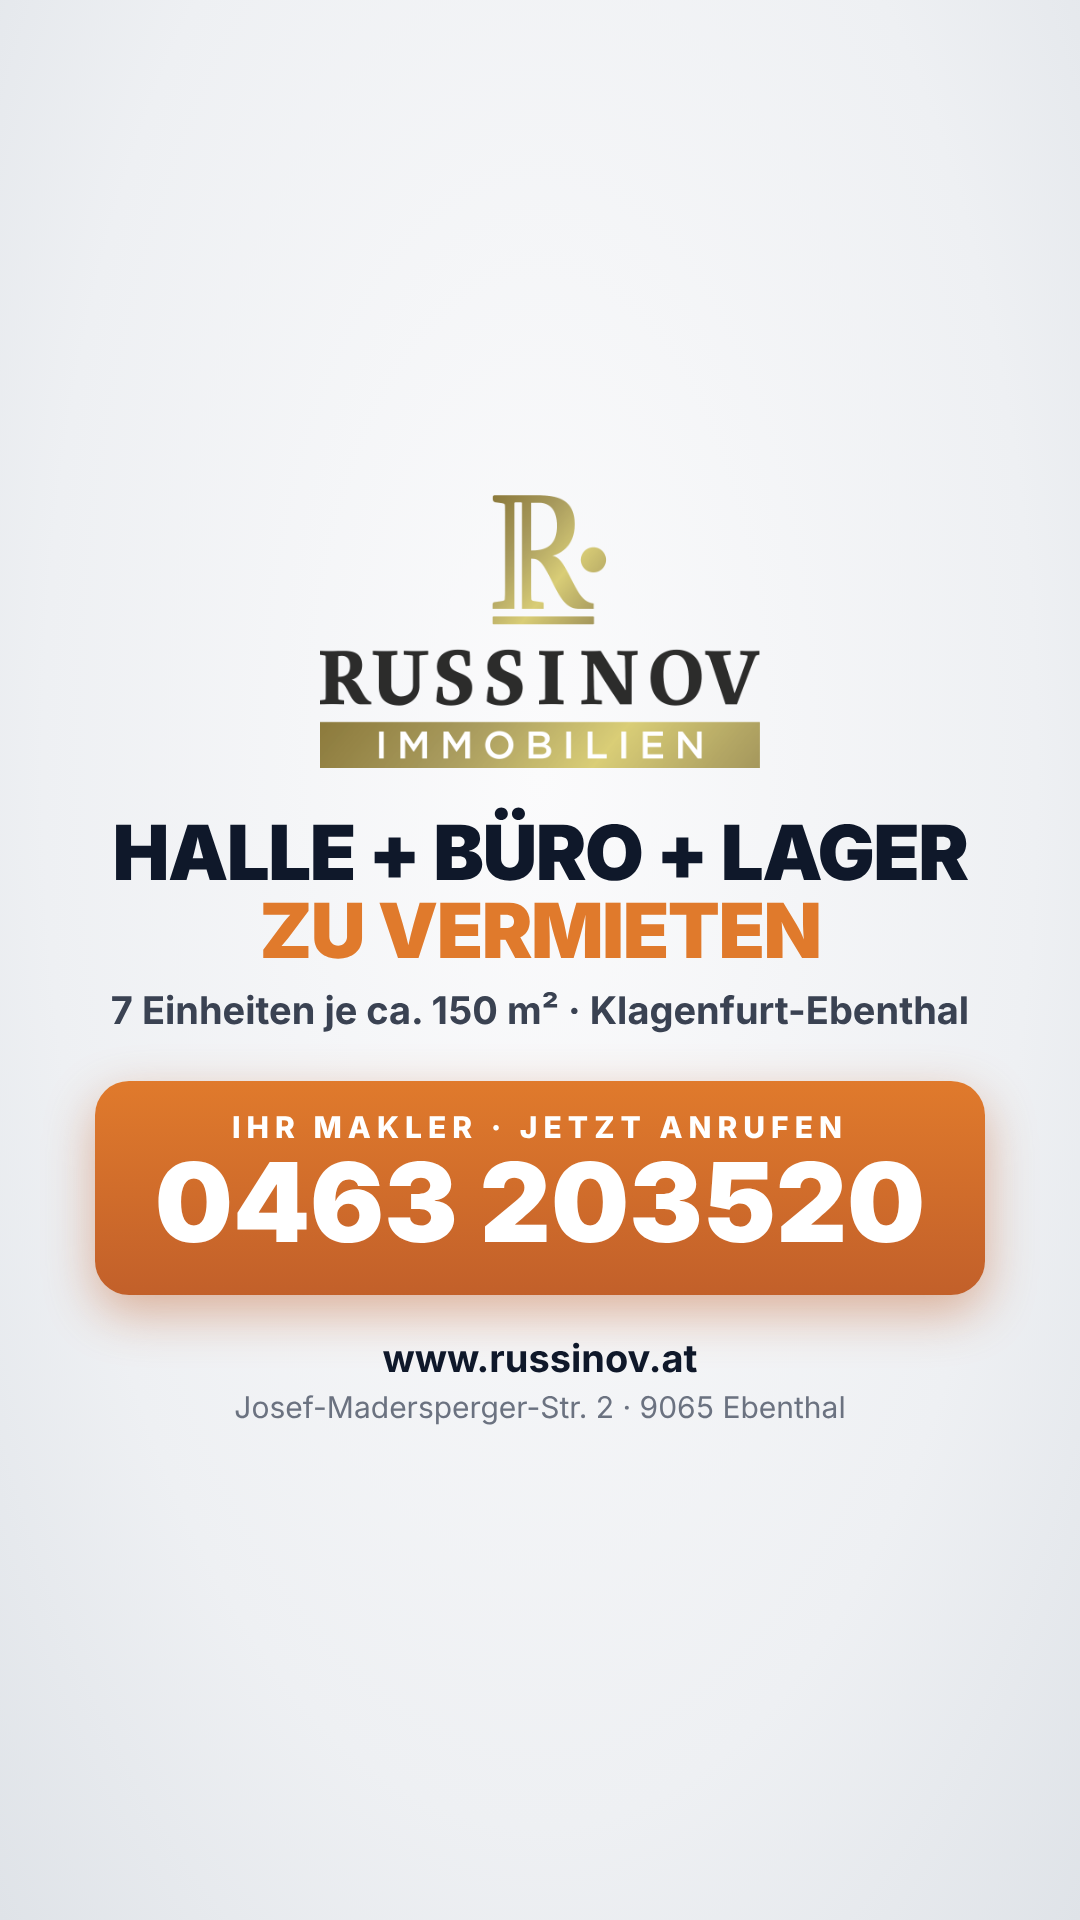 R
RUSSINOV
IMMOBILIEN
HALLE + BÜRO + LAGER
ZU VERMIETEN
7 Einheiten je ca. 150 m² · Klagenfurt-Ebenthal
IHR MAKLER · JETZT ANRUFEN
0463 203520
www.russinov.at
Josef-Madersperger-Str. 2 · 9065 Ebenthal